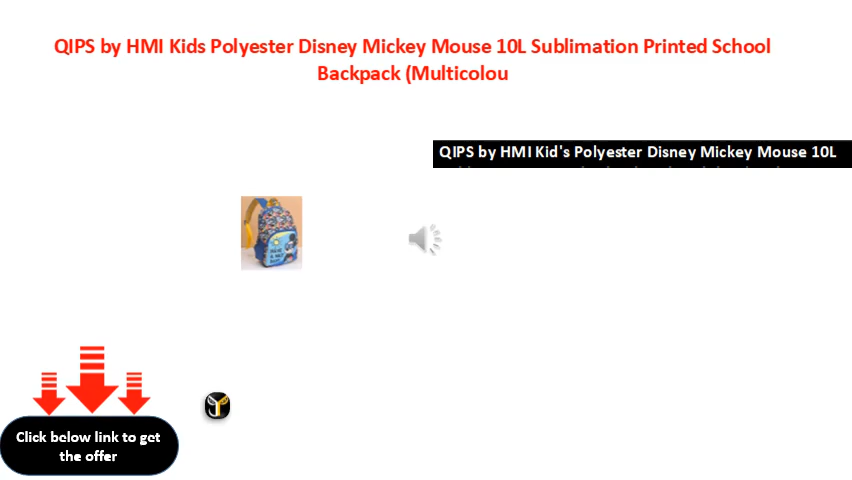 QIPS by HMI Kids Polyester Disney Mickey Mouse 10L Sublimation Printed School
Backpack (Multicolou
QIPS by HMI Kid's Polyester Disney Mickey Mouse 10L
Click below link to get
the offer